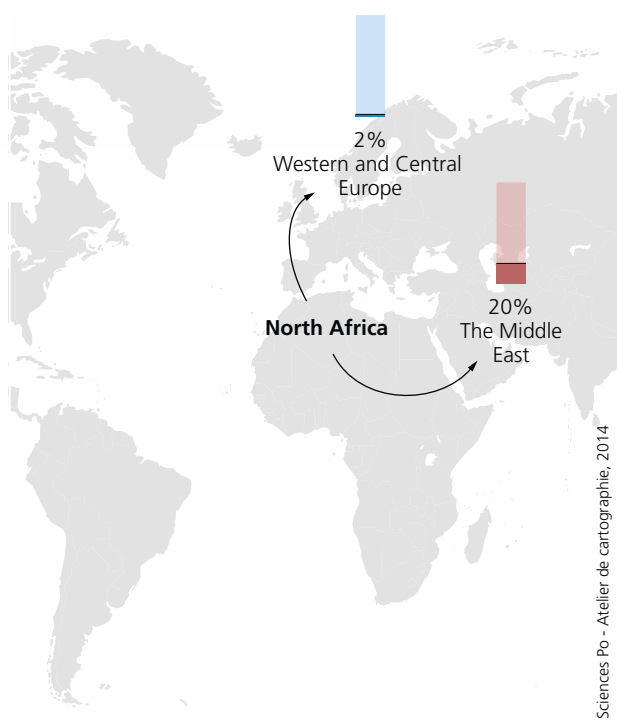 2%
Western and Central
Europe
20%
The Middle
East
North Africa
Sciences Po - Atelier de cartographie, 2014